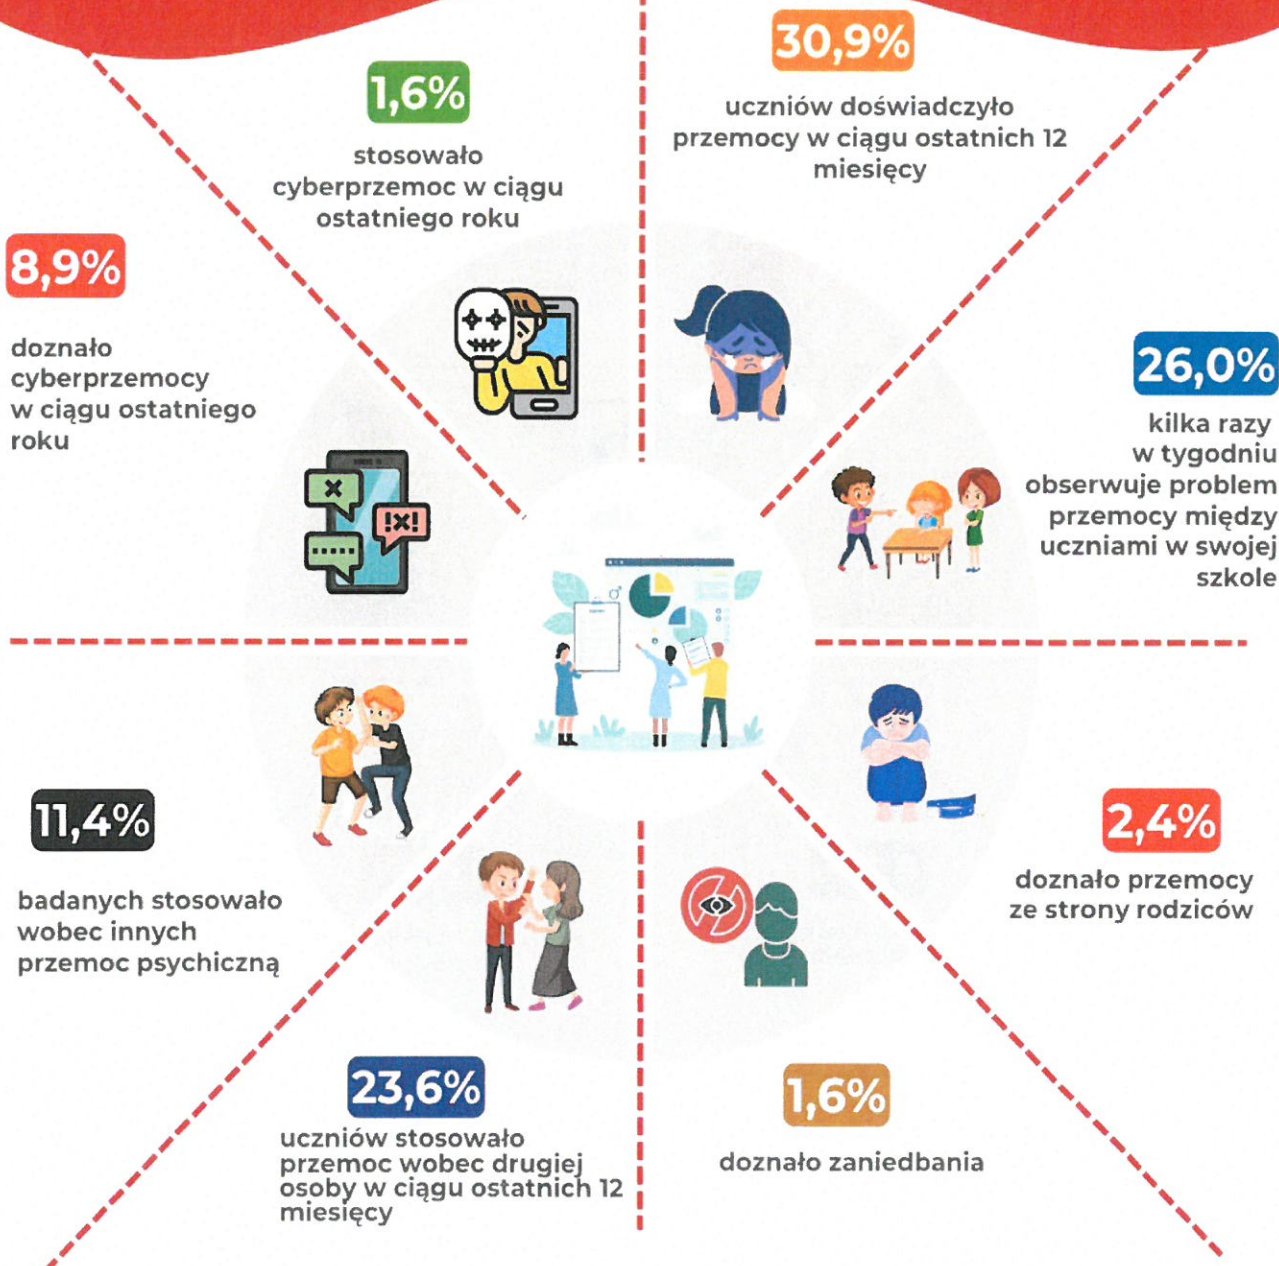 30,9%
uczniów doświadczyło
przemocy w ciągu ostatnich 12
miesięcy
26,0%
kilka razy
w tygodniu
obserwuje problem
przemocy między
uczniami w swojej
szkole
2,4%
doznało przemocy
ze strony rodziców
1,6%
doznało zaniedbania
23,6%
uczniów stosowało
przemoc wobec drugiej
osoby w ciągu ostatnich 12
miesięcy
11,4%
badanych stosowało
wobec innych
przemoc psychiczną
8,9%
doznało
cyberprzemocy
w ciągu ostatniego
roku
1,6%
stosowało
cyberprzemoc w ciągu
ostatniego roku
!x!